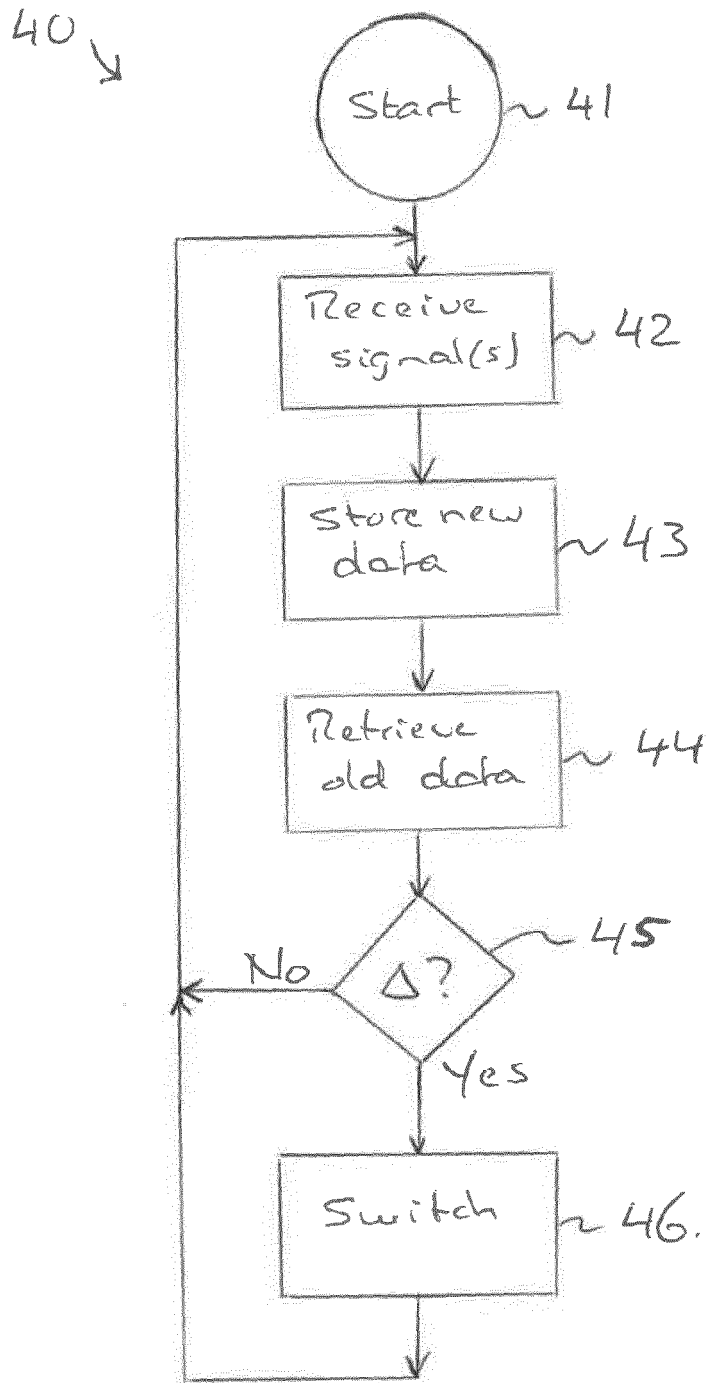 40
Start
41
Receive
signal(s)
42
Store new
data
43
Retrieve
old data
44
Δ?
45
No
Yes
Switch
46.